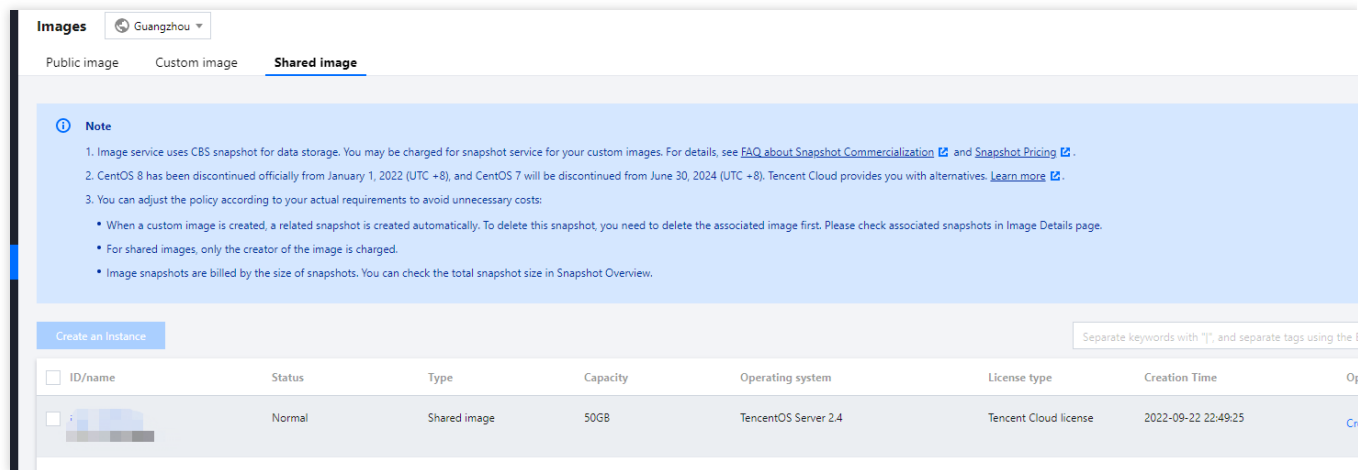 Images Guangzhou
Public image Custom image Shared image
Note
1. Image service uses CBS snapshot for data storage. You may be charged for snapshot service for your custom images. For details, see FAQ about Snapshot Commercialization and Snapshot Pricing .
2. CentOS 8 has been discontinued officially from January 1, 2022 (UTC +8), and CentOS 7 will be discontinued from June 30, 2024 (UTC +8). Tencent Cloud provides you with alternatives. Learn more .
3. You can adjust the policy according to your actual requirements to avoid unnecessary costs:
• When a custom image is created, a related snapshot is created automatically. To delete this snapshot, you need to delete the associated image first. Please check associated snapshots in Image Details page.
• For shared images, only the creator of the image is charged.
• Image snapshots are billed by the size of snapshots. You can check the total snapshot size in Snapshot Overview.
Create an Instance Separate keywords with "|", and separate tags using the
ID/name Status Type Capacity Operating system License type Creation Time
Normal Shared image 50GB TencentOS Server 2.4 Tencent Cloud license 2022-09-22 22:49:25